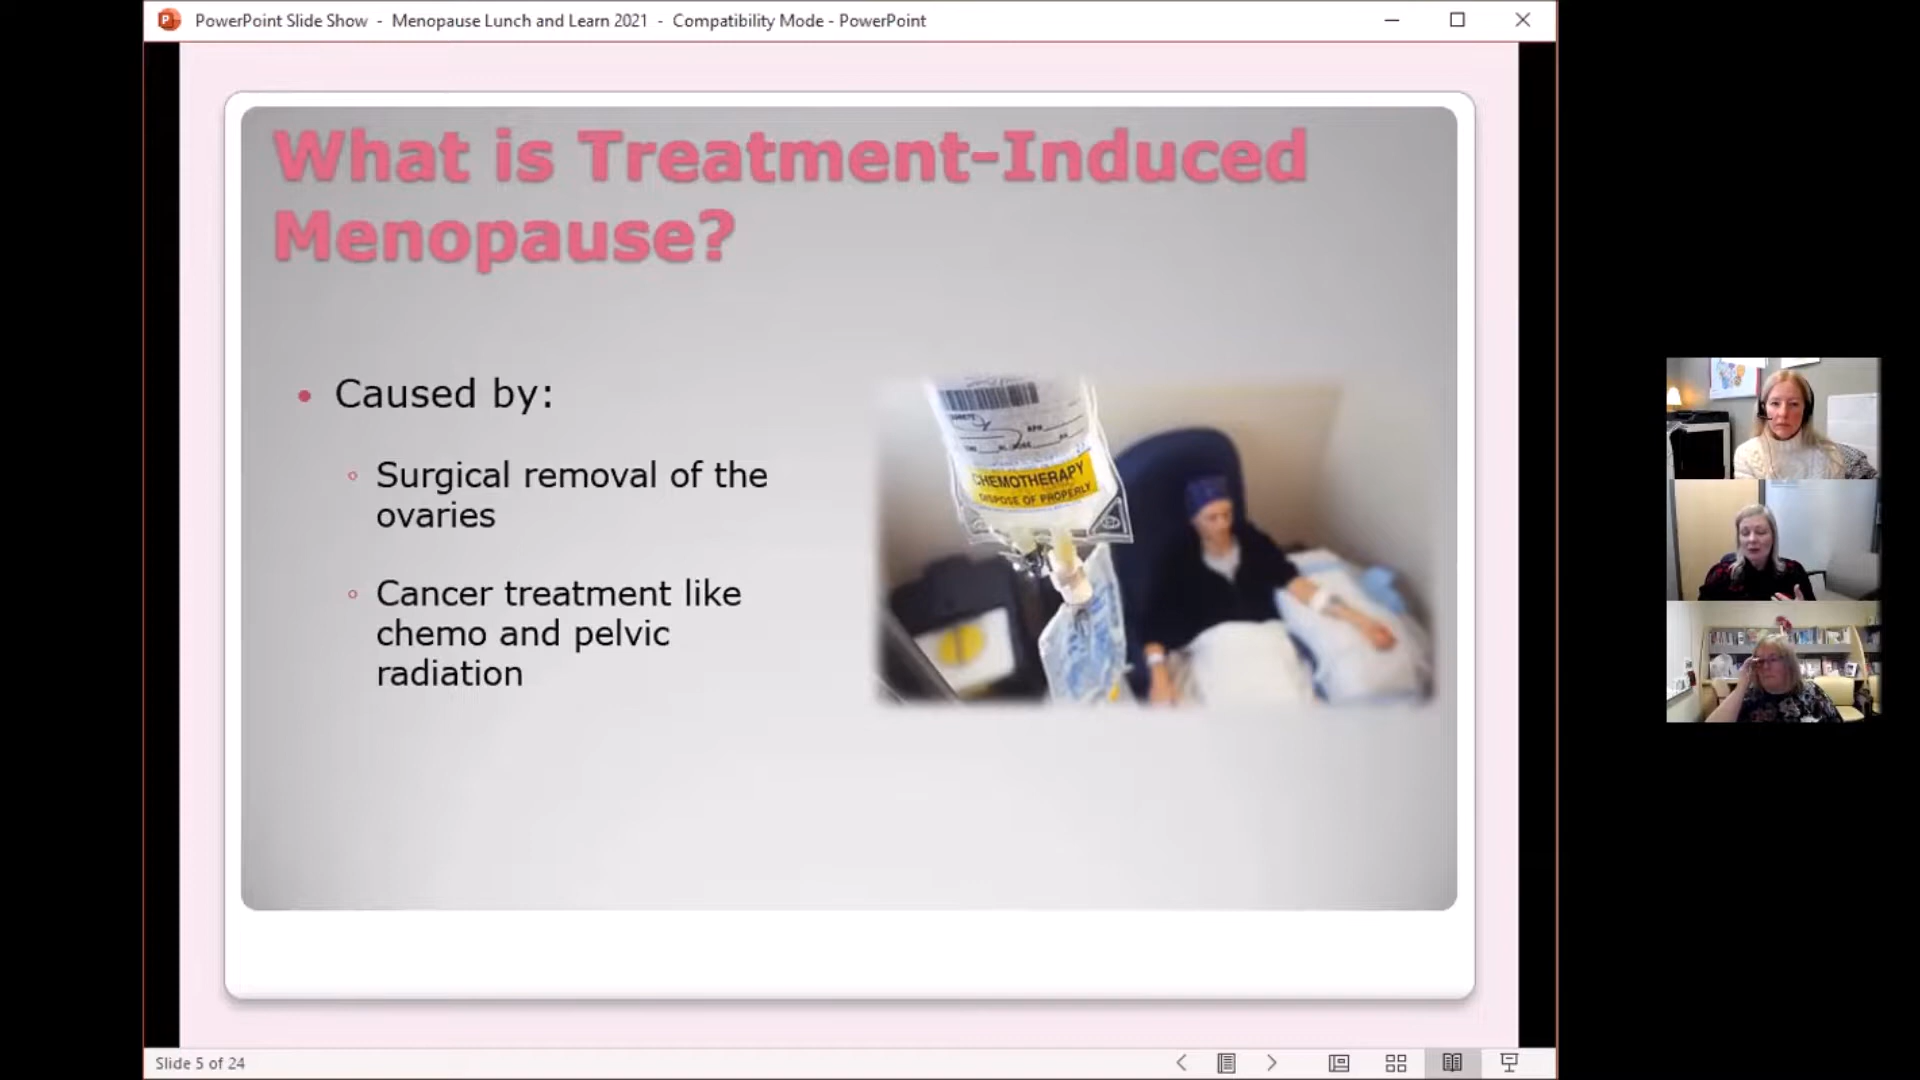 PowerPoint Slide Show - Menopause Lunch and Learn 2021 - Compatibility Mode - PowerPoint
What is Treatment-Induced
Menopause?
Caused by:
Surgical removal of the
ovaries
Cancer treatment like
chemo and pelvic
radiation
CHEMOTHERAPY
DISPOSE OF PROPERLY
Slide 5 of 24